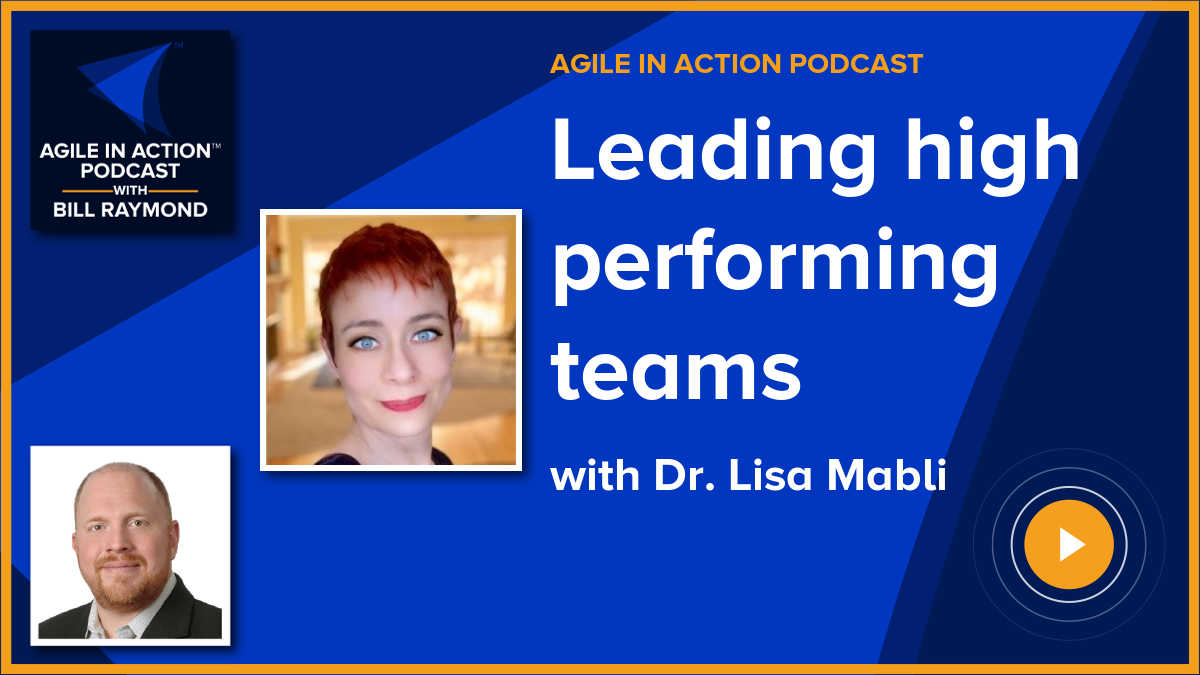 TM
AGILE IN ACTION™
PODCAST
WITH
BILL RAYMOND
AGILE IN ACTION PODCAST
Leading high
performing
teams
with Dr. Lisa Mabli